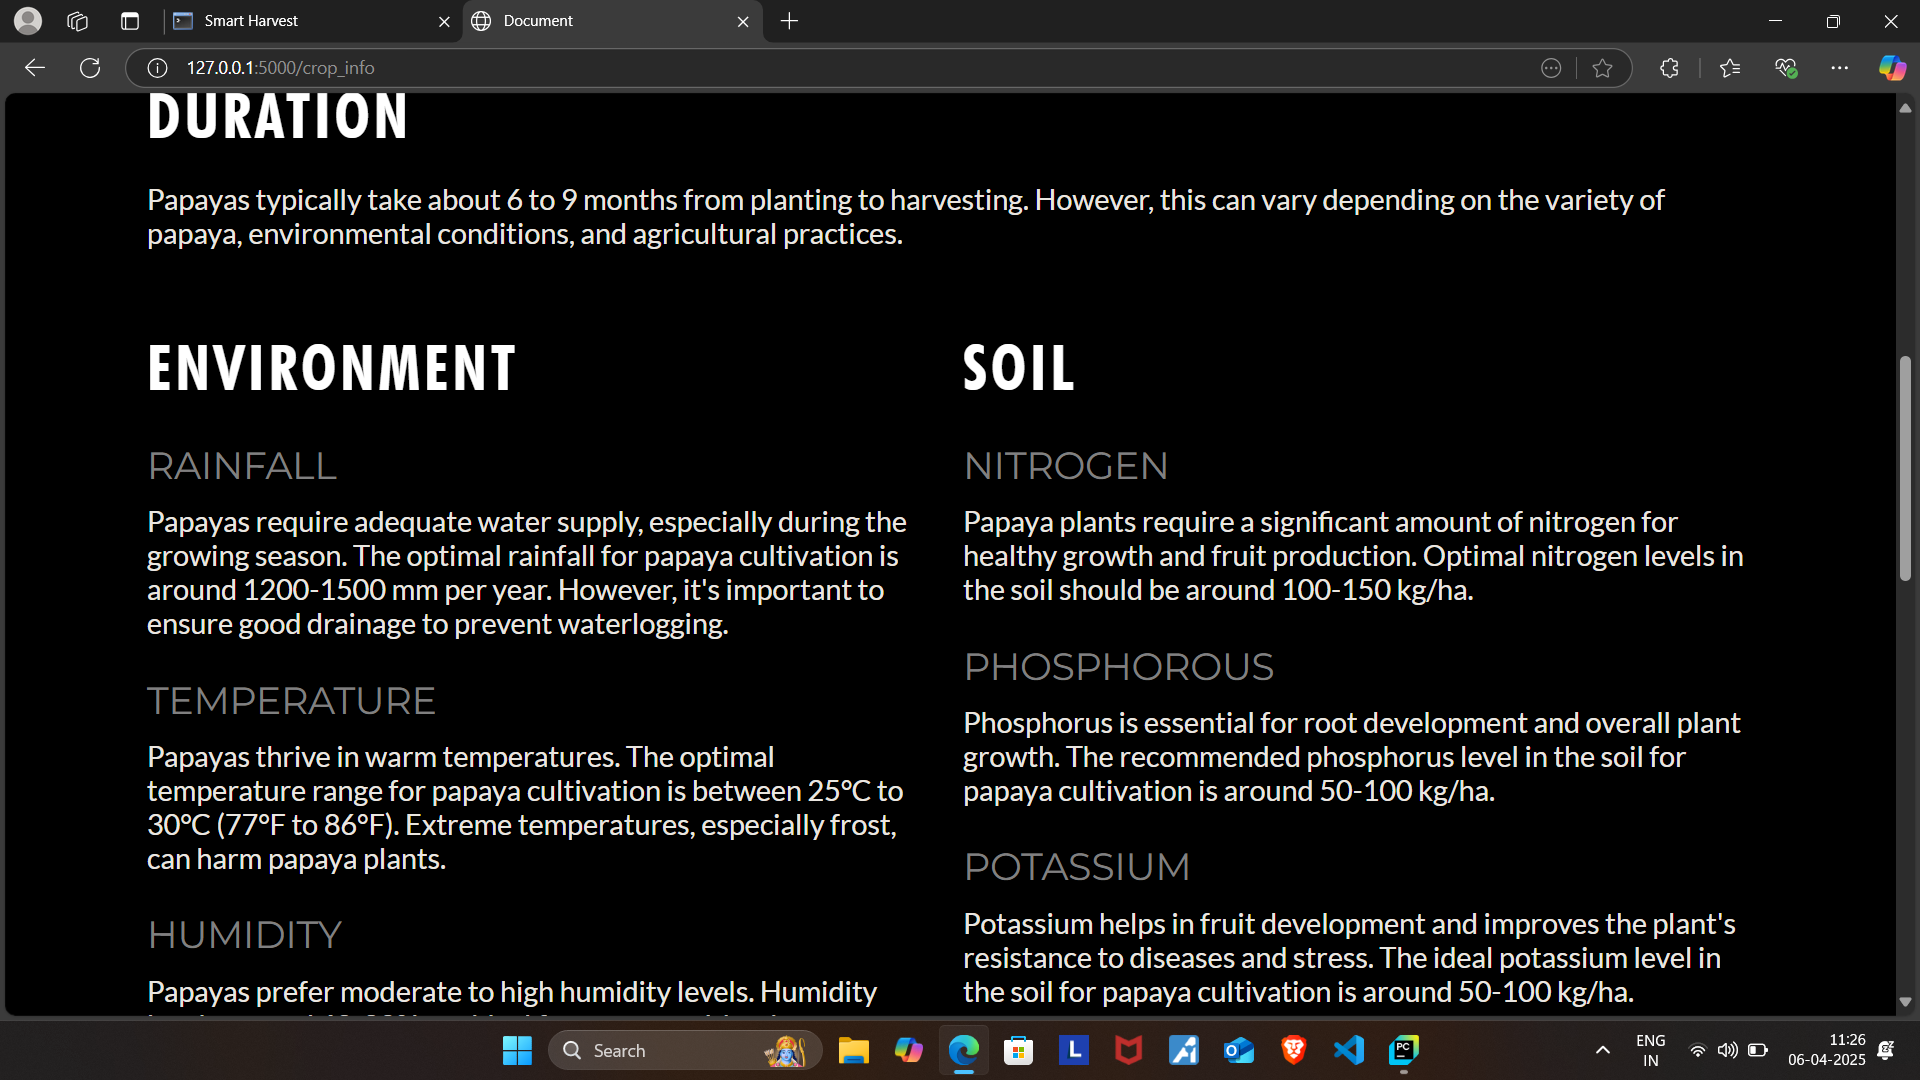 Smart Harvest
Document
127.0.0.1:5000/crop_info
DURATION
Papayas typically take about 6 to 9 months from planting to harvesting. However, this can vary depending on the variety of
papaya, environmental conditions, and agricultural practices.
ENVIRONMENT
RAINFALL
Papayas require adequate water supply, especially during the
growing season. The optimal rainfall for papaya cultivation is
around 1200-1500 mm per year. However, it's important to
ensure good drainage to prevent waterlogging.
TEMPERATURE
Papayas thrive in warm temperatures. The optimal
temperature range for papaya cultivation is between 25°C to
30°C (77°F to 86°F). Extreme temperatures, especially frost,
can harm papaya plants.
HUMIDITY
Papayas prefer moderate to high humidity levels. Humidity
SOIL
NITROGEN
Papaya plants require a significant amount of nitrogen for
healthy growth and fruit production. Optimal nitrogen levels in
the soil should be around 100-150 kg/ha.
PHOSPHOROUS
Phosphorus is essential for root development and overall plant
growth. The recommended phosphorus level in the soil for
papaya cultivation is around 50-100 kg/ha.
POTASSIUM
Potassium helps in fruit development and improves the plant's
resistance to diseases and stress. The ideal potassium level in
the soil for papaya cultivation is around 50-100 kg/ha.
Search
L
PC
ENG
IN
11:26
06-04-2025